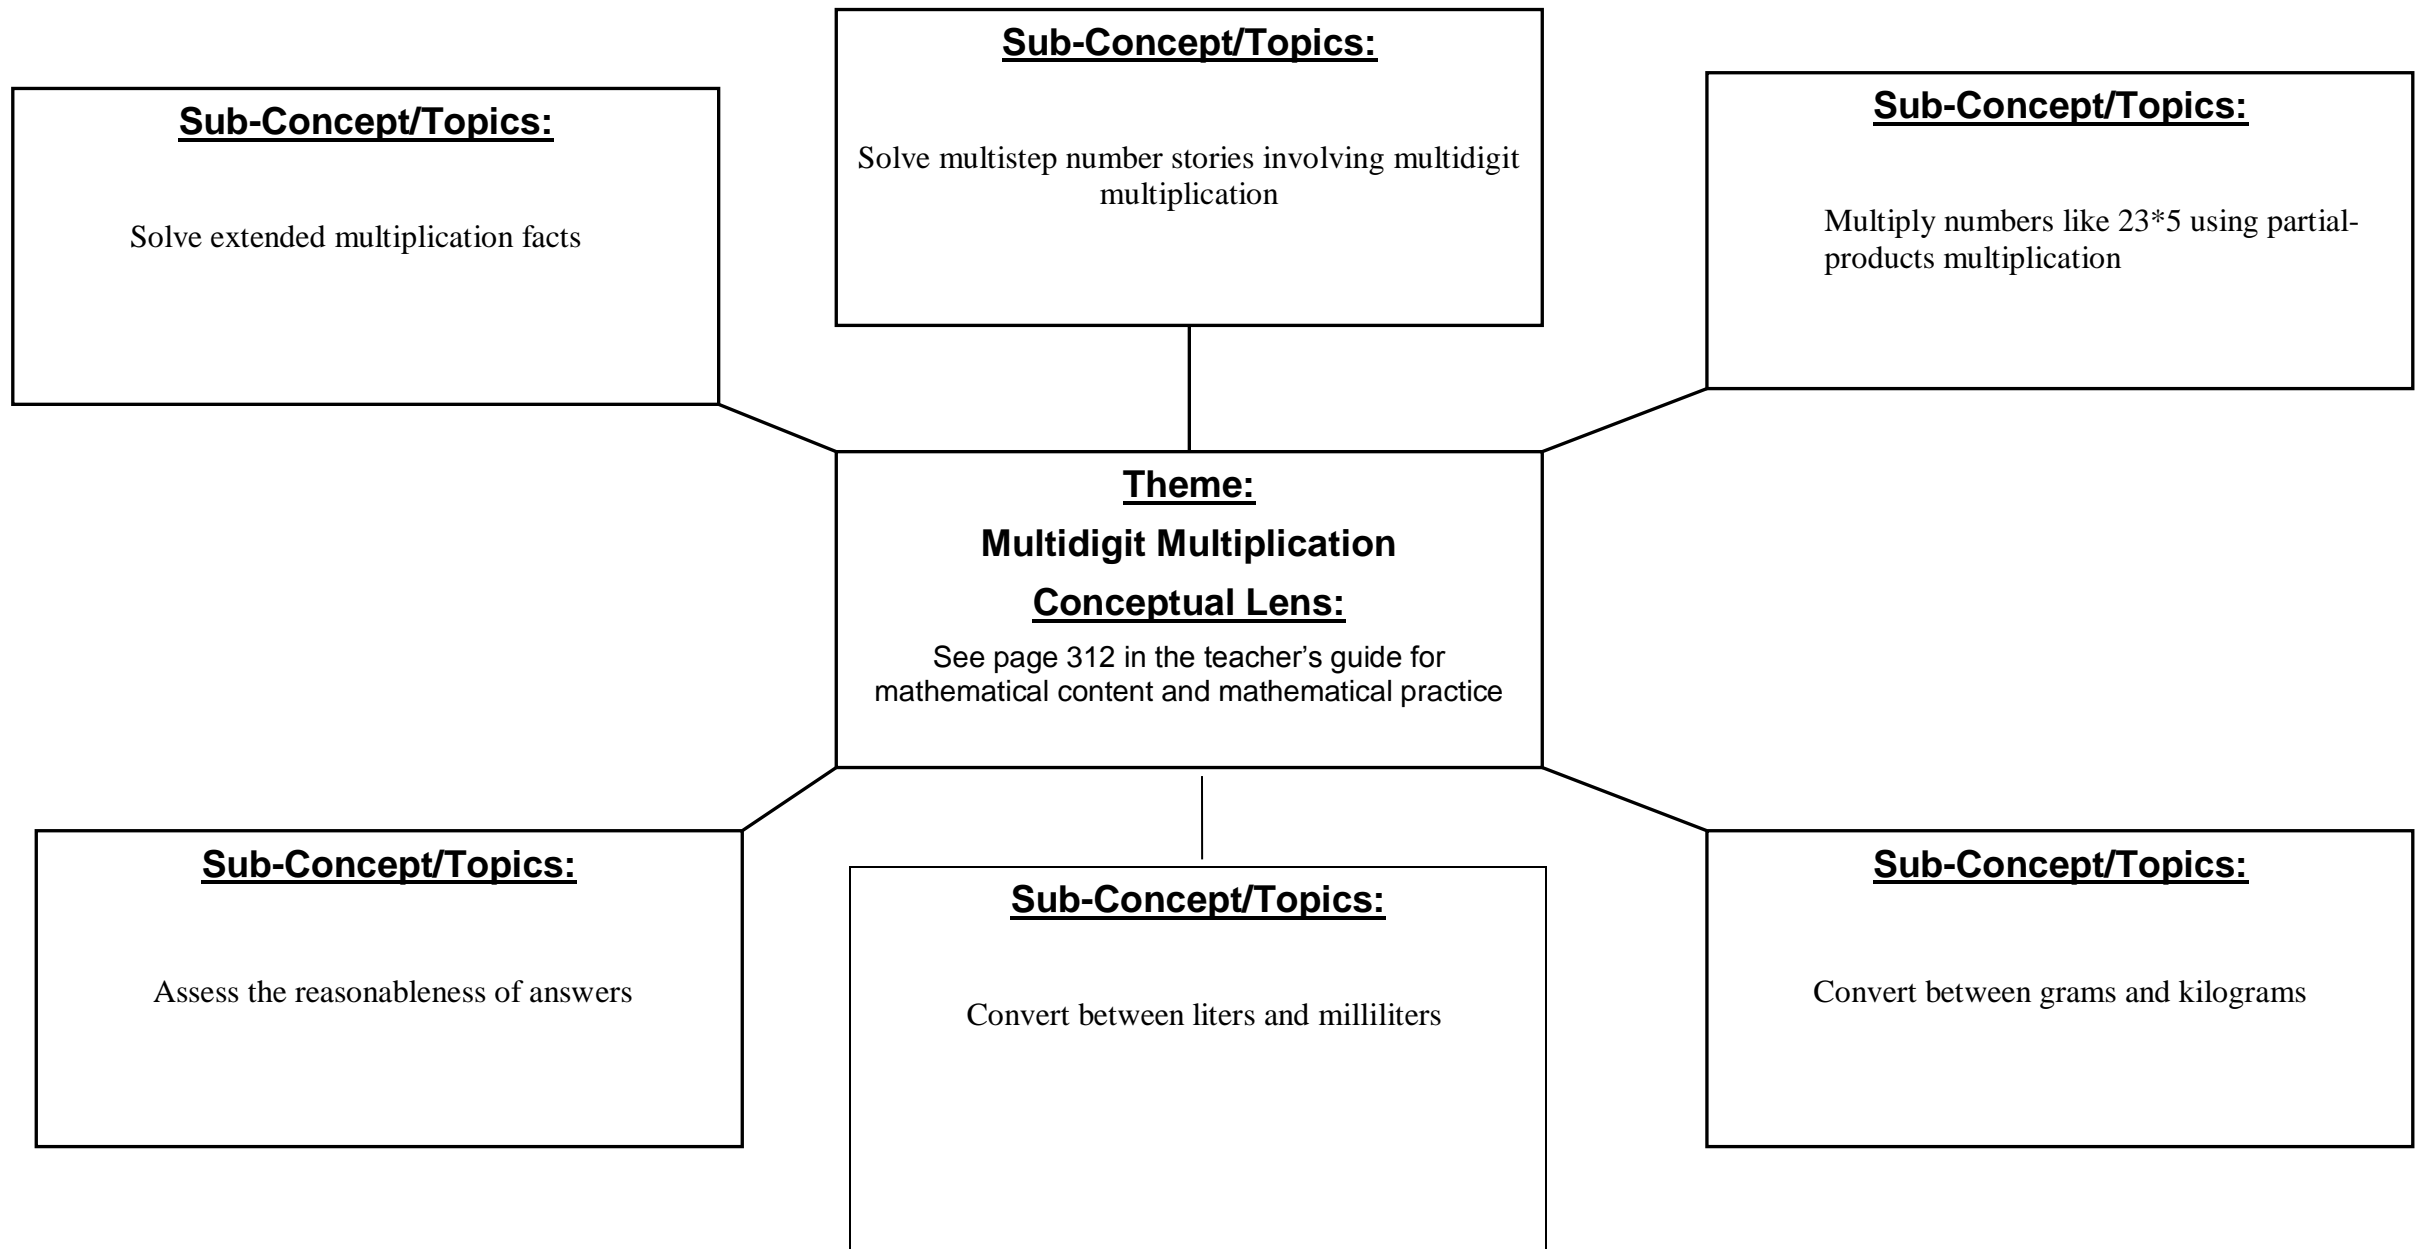 Sub-Concept/Topics:
Solve extended multiplication facts
Sub-Concept/Topics:
Solve multistep number stories involving multidigit
multiplication
Sub-Concept/Topics:
Multiply numbers like 23*5 using partial-
products multiplication
Theme:
Multidigit Multiplication
Conceptual Lens:
See page 312 in the teacher’s guide for
mathematical content and mathematical practice
Sub-Concept/Topics:
Assess the reasonableness of answers
Sub-Concept/Topics:
Convert between liters and milliliters
Sub-Concept/Topics:
Convert between grams and kilograms